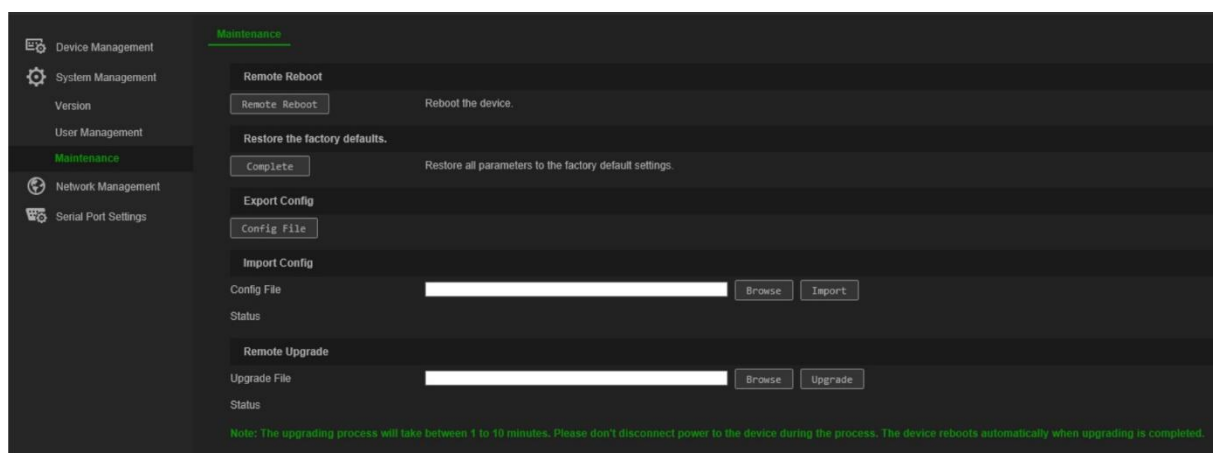 Device Management
System Management
Version
User Management
Maintenance
Network Management
Serial Port Settings
Maintenance
Remote Reboot
Remote Reboot Reboot the device.
Restore the factory defaults.
Complete Restore all parameters to the factory default settings.
Export Config
Config File
Import Config
Config File Browse Import
Status
Remote Upgrade
Upgrade File Browse Upgrade
Status
Note: The upgrading process will take between 1 to 10 minutes. Please don't disconnect power to the device during the process. The device reboots automatically when upgrading is completed.